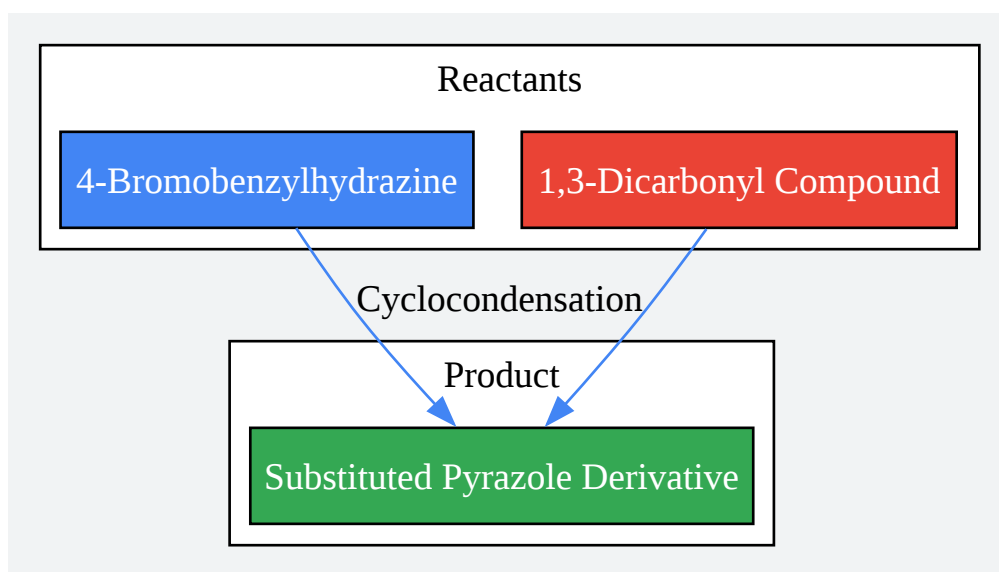 Reactants
4-Bromobenzylhydrazine
1,3-Dicarbonyl Compound
Cyclocondensation
Product
Substituted Pyrazole Derivative